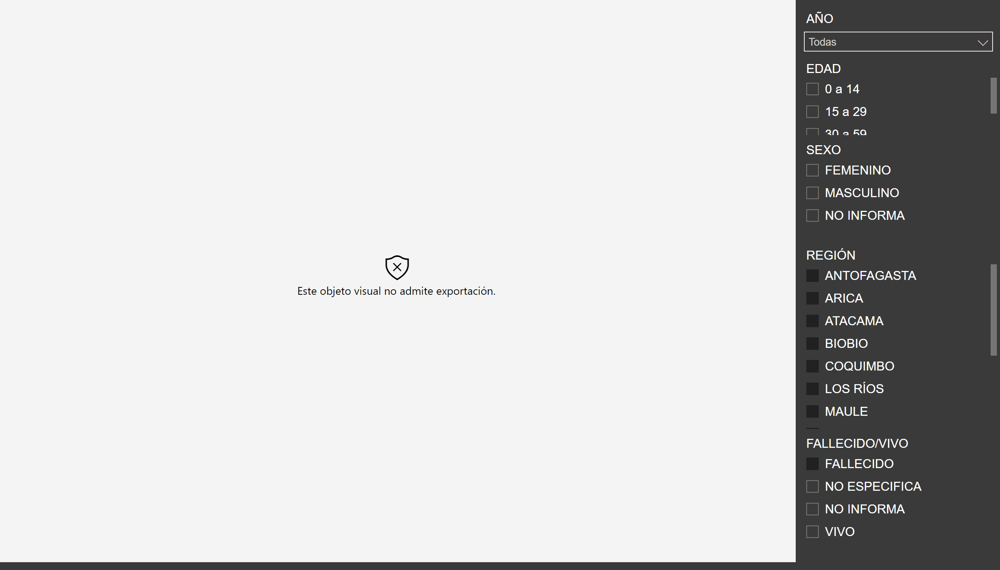 Este objeto visual no admite exportación.
AÑO
Todas
EDAD
0 a 14
15 a 29
30 a 59
SEXO
FEMENINO
MASCULINO
NO INFORMA
REGIÓN
ANTOFAGASTA
ARICA
ATACAMA
BIOBIO
COQUIMBO
LOS RÍOS
MAULE
FALLECIDO/VIVO
FALLECIDO
NO ESPECIFICA
NO INFORMA
VIVO